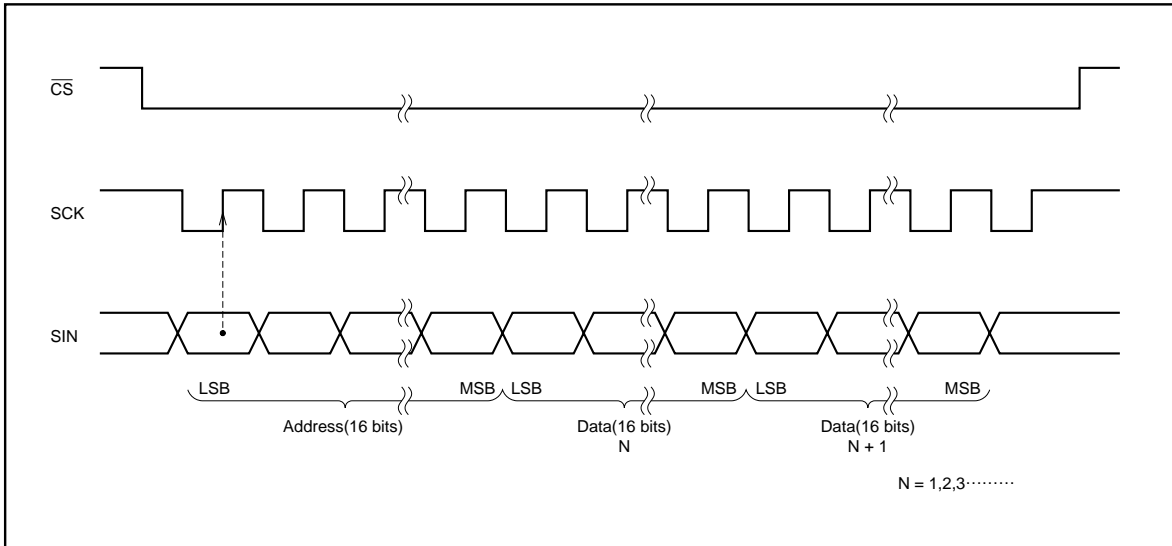 CS
SCK
SIN
LSB MSB LSB MSB LSB MSB
Address(16 bits) Data(16 bits) Data(16 bits)
N N + 1
N = 1,2,3·········